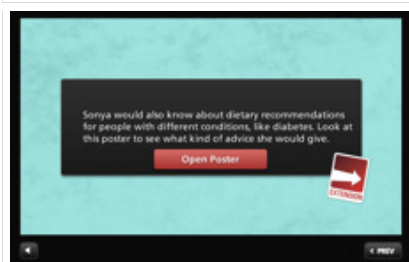 Sonya would also know about dietary recommendations
for people with different conditions, like diabetes. Look at
this poster to see what kind of advice she would give.
Open Poster
EXTENSION
< PREV